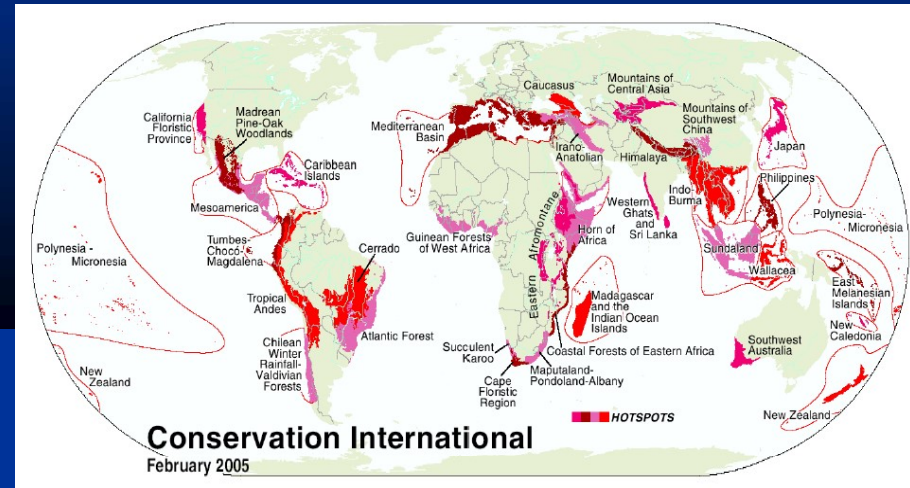 California
Floristic
Province
Madrean
Pine-Oak
Woodlands
Caribbean
Islands
Mesoamerica
Polynesia -
Micronesia
Tumbes-
Chocó-
Magdalena
Cerrado
Tropical
Andes
Atlantic Forest
Chilean
Winter
Rainfall-
Valdivian
Forests
New
Zealand
Mediterranean
Basin
Caucasus
Mountains of
Central Asia
Mountains of
Southwest
China
Irano-
Anatolian
Himalaya
Japan
Philippines
Indo-
Burma
Western
Ghats
and
Sri Lanka
Polynesia-
Micronesia
Guinean Forests
of West Africa
Eastern Afromontane
Horn of
Africa
Sundaland
Wallacea
East
Melanesian
Islands
Madagascar
and the
Indian Ocean
Islands
New
Caledonia
Succulent
Karoo
Coastal Forests of Eastern Africa
Southwest
Australia
Cape
Floristic
Region
Maputaland-
Pondoland-Albany
New Zealand
HOTSPOTS
Conservation International
February 2005